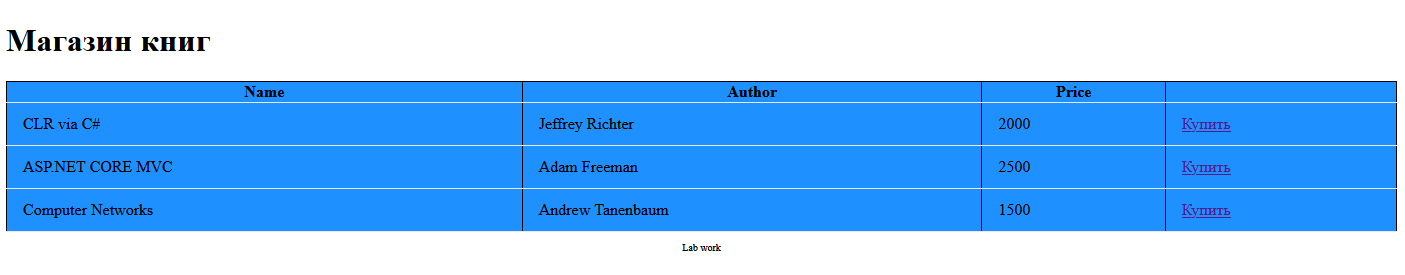 Магазин книг
Name Author Price
CLR via C# Jeffrey Richter 2000 Купить
ASP.NET CORE MVC Adam Freeman 2500 Купить
Computer Networks Andrew Tanenbaum 1500 Купить
Lab work